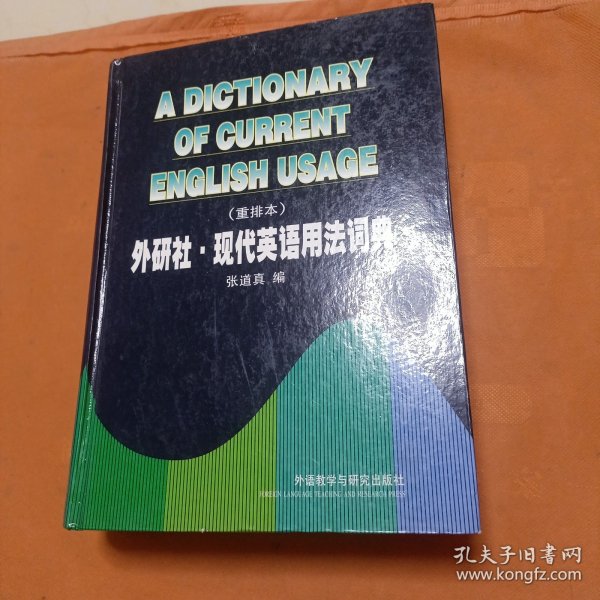 A DICTIONARY
OF CURRENT
ENGLISH USAGE
(重排本)
外研社·现代英语用法词典
张道真 编
外语教学与研究出版社
FOREIGN LANGUAGE TEACHING AND RESEARCH PRESS
孔夫子旧书网
www.kongfz.com